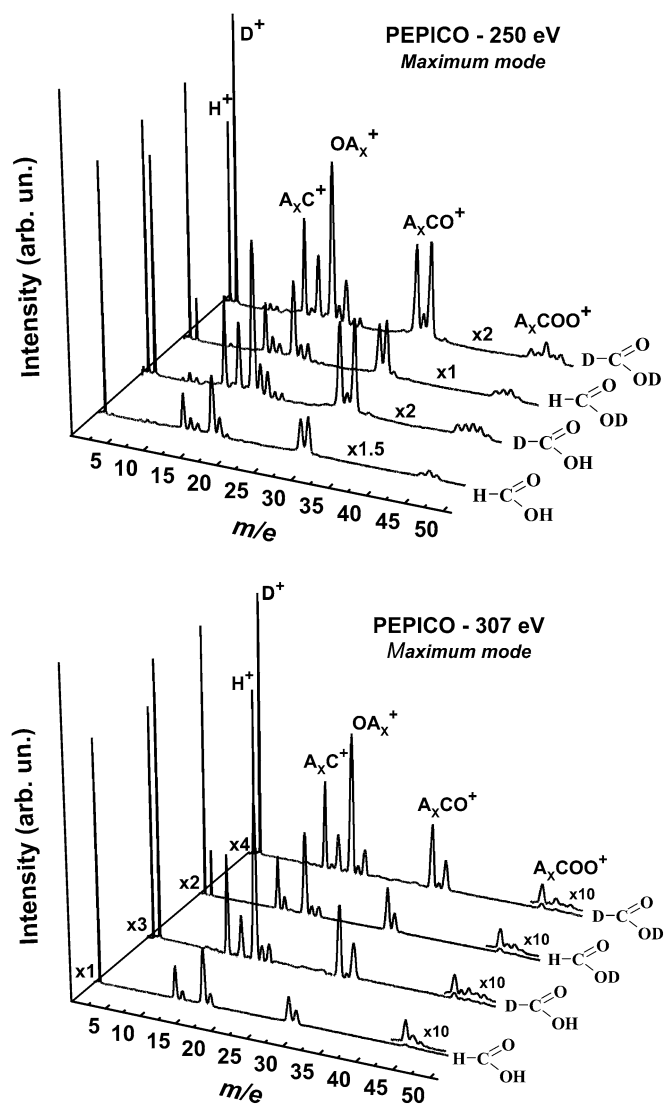 PEPICO - 250 eV
Maximum mode
D+
H+
OAX+
AXC+
AXCO+
AXCOO+
Intensity (arb. un.)
x2
x1
x2
x1.5
D C O OD
H C O OD
D C O OH
H C O OH
5 10 15 20 25 30 35 40 45 50
m/e
PEPICO - 307 eV
Maximum mode
D+
H+
OAX+
AXC+
AXCO+
AXCOO+
Intensity (arb. un.)
x4
x2
x3
x1
x10
x10
x10
x10
D C O OD
H C O OD
D C O OH
H C O OH
5 10 15 20 25 30 35 40 45 50
m/e